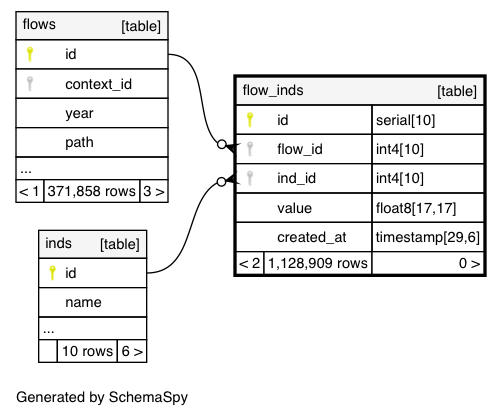 flows [table]
id
context_id
year
path
...
< 1 371,858 rows 3 >
flow_inds [table]
id serial[10]
flow_id int4[10]
ind_id int4[10]
value float8[17,17]
created_at timestamp[29,6]
< 2 1,128,909 rows 0 >
inds [table]
id
name
...
10 rows 6 >
Generated by SchemaSpy